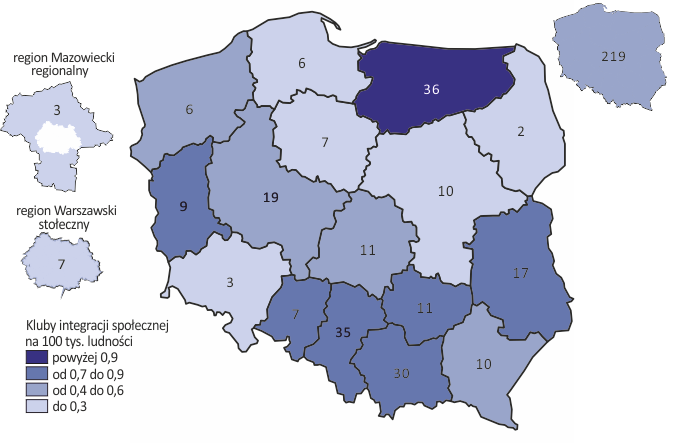 219
region Mazowiecki
regionalny
3
region Warszawski
stołeczny
7
6
36
6
2
7
10
9
19
11
17
3
7
35
11
30
10
Kluby integracji społecznej
na 100 tys. ludności
powyżej 0,9
od 0,7 do 0,9
od 0,4 do 0,6
do 0,3